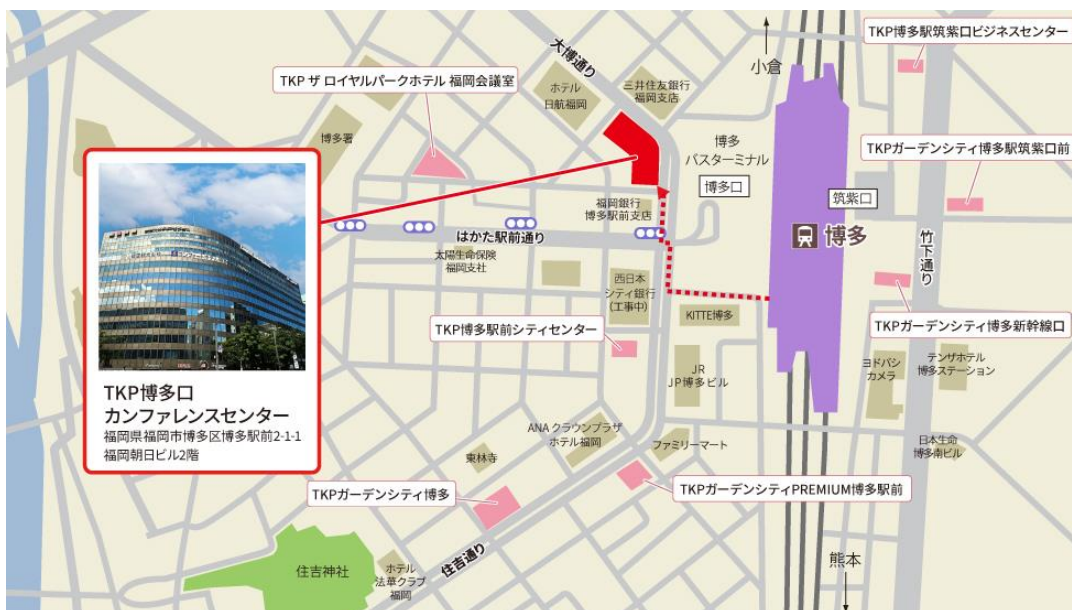 TKP博多駅筑紫口ビジネスセンター
大博通り
小倉
三井住友銀行
福岡支店
ホテル
日航福岡
TKP ザ ロイヤルパークホテル 福岡会議室
博多署
博多
バスターミナル
博多口
TKPガーデンシティ博多駅筑紫口前
筑紫口
福岡銀行
博多駅前支店
はかた駅前通り
博多
竹下通り
太陽生命保険
福岡支社
西日本
シティ銀行
(工事中)
KITTE博多
TKP博多駅前シティセンター
TKPガーデンシティ博多新幹線口
JR
JP博多ビル
ヨドバシ
カメラ
テンザホテル
博多ステーション
TKP博多口
カンファレンスセンター
福岡県福岡市博多区博多駅前2-1-1
福岡朝日ビル2階
ANA クラウンプラザ
ホテル福岡
ファミリーマート
日本生命
博多南ビル
東林寺
TKPガーデンシティ博多
TKPガーデンシティPREMIUM博多駅前
住吉通り
住吉神社
ホテル
法華クラブ
福岡
熊本